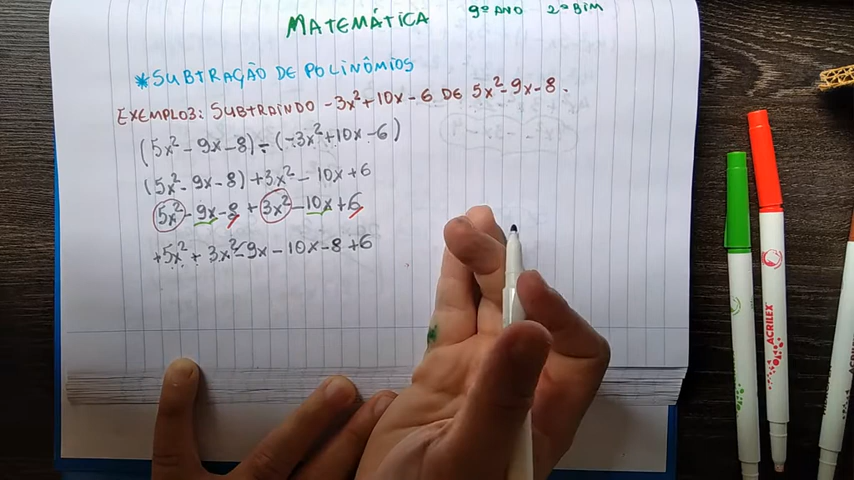 MATEMÁTICA 9º ANO 2º BIM
*SUBTRAÇÃO DE POLINÔMIOS
EXEMPLO3: SUBTRAINDO -3x²+10x-6 DE 5x²-9x-8.
(5x²-9x-8)-(-3x²+10x-6)
(5x²-9x-8)+3x²-10x+6
5x²-9x-8+3x²-10x+6
+5x²+3x²-9x-10x-8+6
ACRILEX